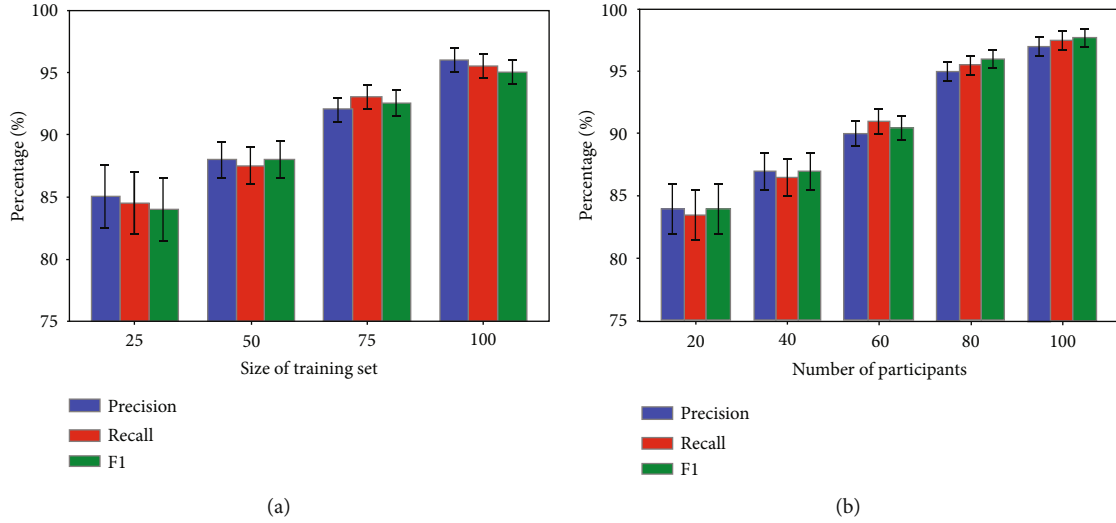 100
95
90
85
80
75
Percentage (%)
25 50 75 100
Size of training set
Precision
Recall
F1
(a)
100
95
90
85
80
75
Percentage (%)
20 40 60 80 100
Number of participants
Precision
Recall
F1
(b)